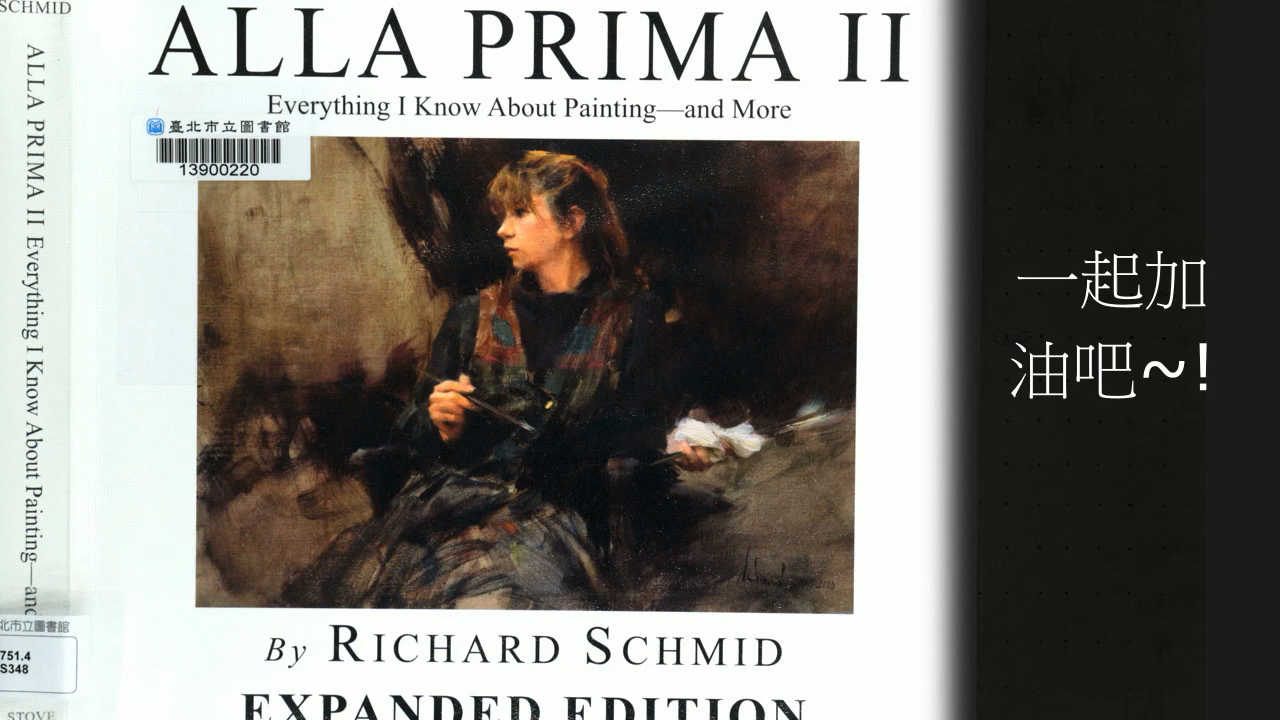 SCHMID
ALLA PRIMA II Everything I Know About Painting—and
北市立圖書館
751.4
S348
STOVE
ALLA PRIMA II
Everything I Know About Painting—and More
臺北市立圖書館
13900220
By RICHARD SCHMID
EXPANDED EDITION
一起加
油吧~!